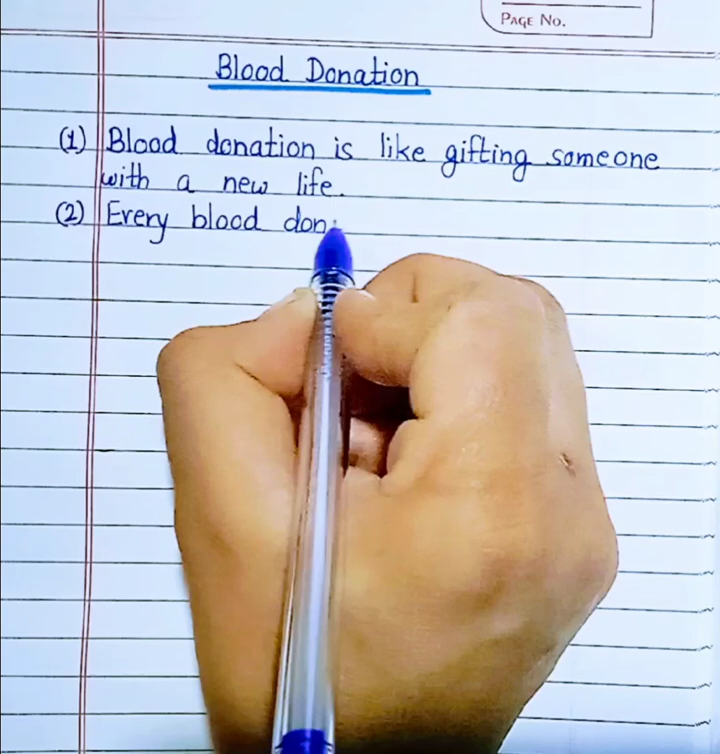 PAGE No.
Blood Donation
(1) Blood donation is like gifting someone
with a new life.
(2) Every blood don